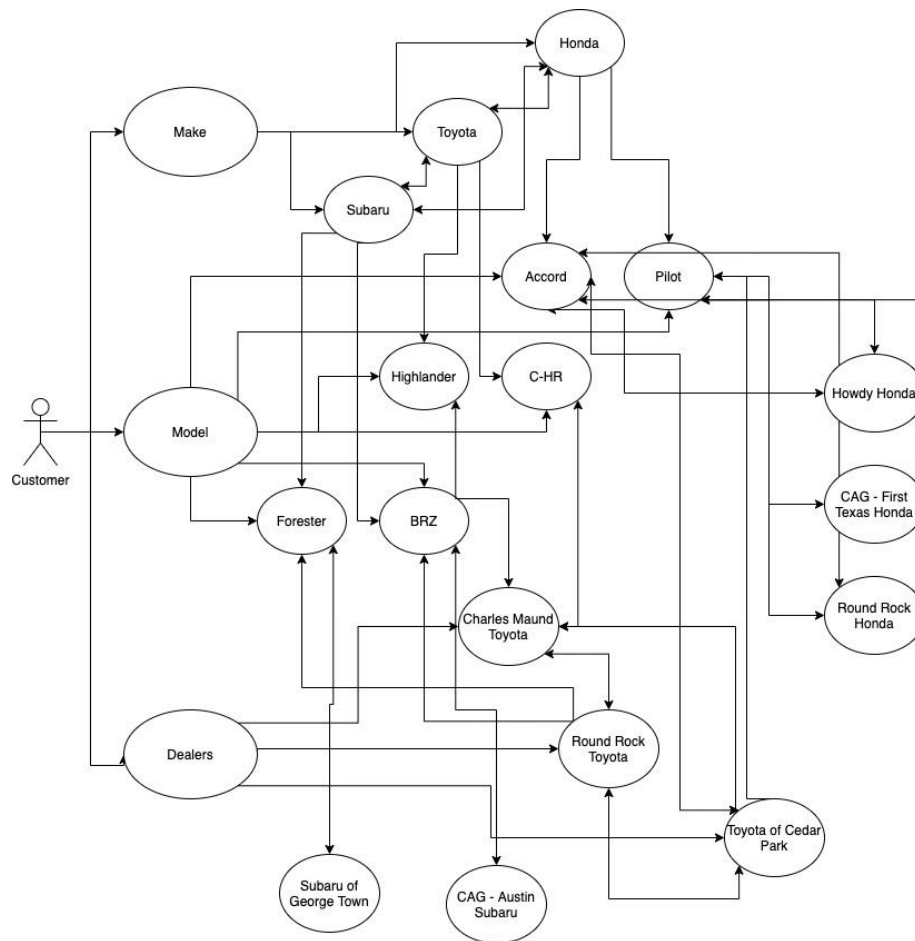 Honda
Make
Toyota
Subaru
Accord
Pilot
Highlander
C-HR
Howdy Honda
Model
Customer
Forester
BRZ
CAG - First
Texas Honda
Charles Maund
Toyota
Round Rock
Honda
Dealers
Round Rock
Toyota
Toyota of Cedar
Park
Subaru of
George Town
CAG - Austin
Subaru